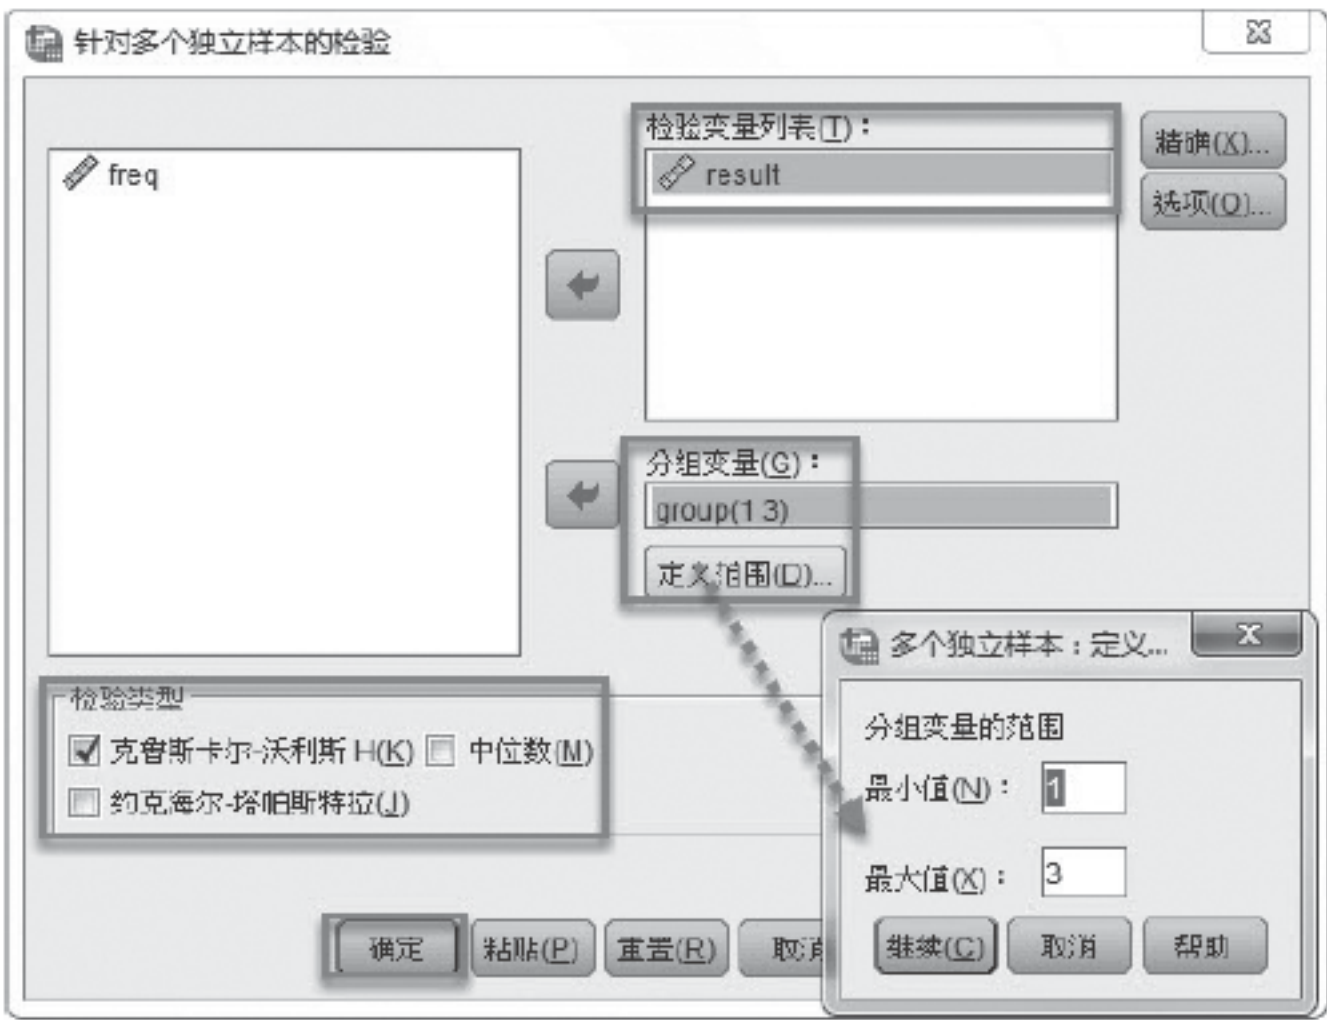 针对多个独立样本的检验
检验变量列表(T)：
freq
result
精确(X)...
选项(O)...
分组变量(G)：
group(1 3)
定义范围(D)...
检验类型
克鲁斯卡尔-沃利斯 H(K) 中位数(M)
约克海尔-塔帕斯特拉(J)
确定 粘贴(P) 重置(R) 取消
多个独立样本：定义...
分组变量的范围
最小值(N)： 1
最大值(X)： 3
继续(C) 取消 帮助